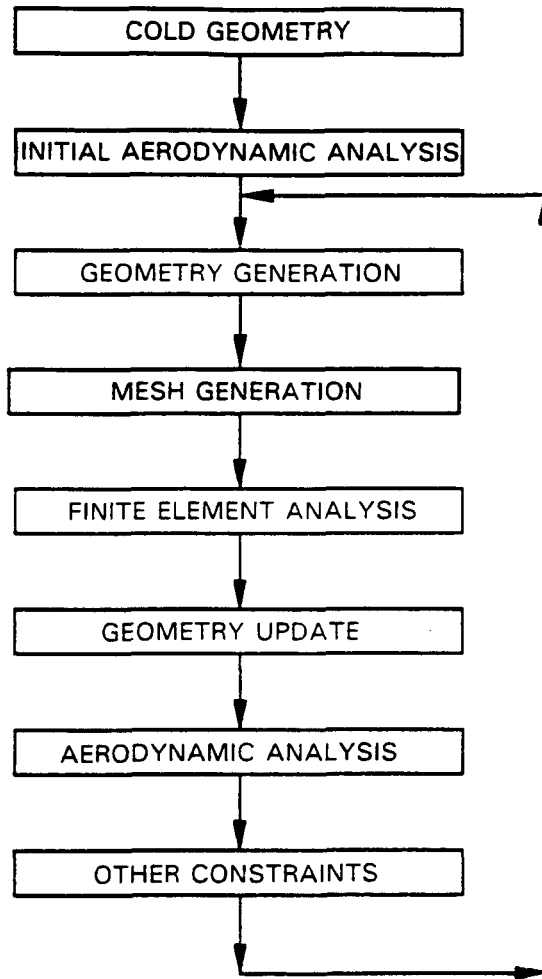 COLD GEOMETRY
INITIAL AERODYNAMIC ANALYSIS
GEOMETRY GENERATION
MESH GENERATION
FINITE ELEMENT ANALYSIS
GEOMETRY UPDATE
AERODYNAMIC ANALYSIS
OTHER CONSTRAINTS